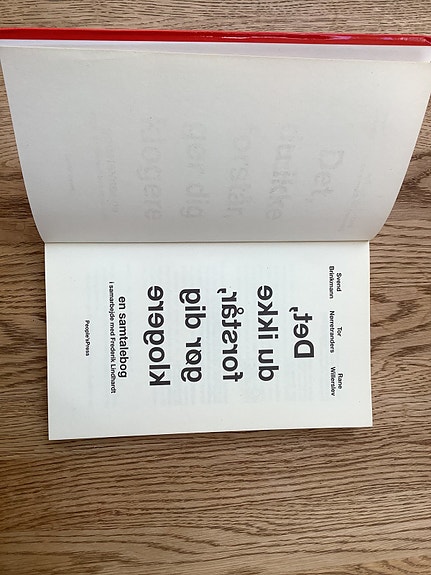 Svend
Brinkmann
Tor
Nørretranders
Rane
Willerslev
Det,
du ikke
forstår,
gør dig
klogere
en samtalebog
i samarbejde med Frederik Lindhardt
People'sPress